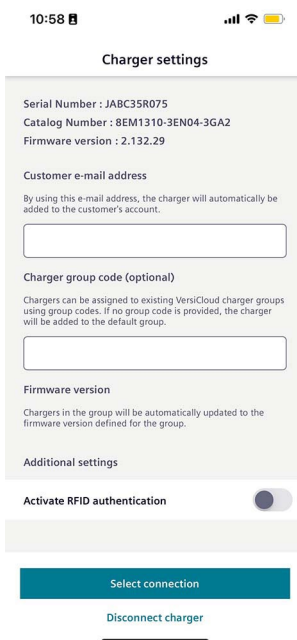 10:58
Charger settings
Serial Number : JABC35R075
Catalog Number : 8EM1310-3EN04-3GA2
Firmware version : 2.132.29
Customer e-mail address
By using this e-mail address, the charger will automatically be
added to the customer's account.
Charger group code (optional)
Chargers can be assigned to existing VersiCloud charger groups
using group codes. If no group code is provided, the charger
will be added to the default group.
Firmware version
Chargers in the group will be automatically updated to the
firmware version defined for the group.
Additional settings
Activate RFID authentication
Select connection
Disconnect charger